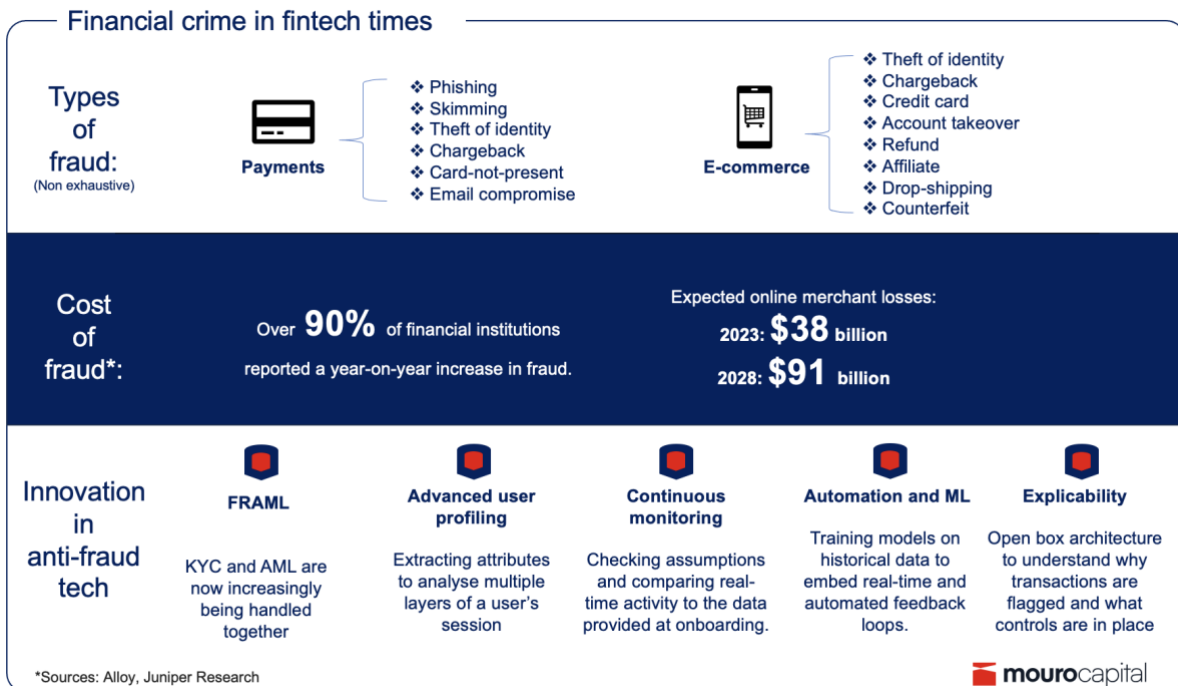 Financial crime in fintech times
Types
of
fraud:
(Non exhaustive)
Payments
❖ Phishing
❖ Skimming
❖ Theft of identity
❖ Chargeback
❖ Card-not-present
❖ Email compromise
E-commerce
❖ Theft of identity
❖ Chargeback
❖ Credit card
❖ Account takeover
❖ Refund
❖ Affiliate
❖ Drop-shipping
❖ Counterfeit
Cost
of
fraud*:
Over 90% of financial institutions
reported a year-on-year increase in fraud.
Expected online merchant losses:
2023: $38 billion
2028: $91 billion
Innovation
in
anti-fraud
tech
FRAML
KYC and AML are
now increasingly
being handled
together
Advanced user
profiling
Extracting attributes
to analyse multiple
layers of a user's
session
Continuous
monitoring
Checking assumptions
and comparing real-
time activity to the data
provided at onboarding.
Automation and ML
Training models on
historical data to
embed real-time and
automated feedback
loops.
Explicability
Open box architecture
to understand why
transactions are
flagged and what
controls are in place
*Sources: Alloy, Juniper Research
mourocapital